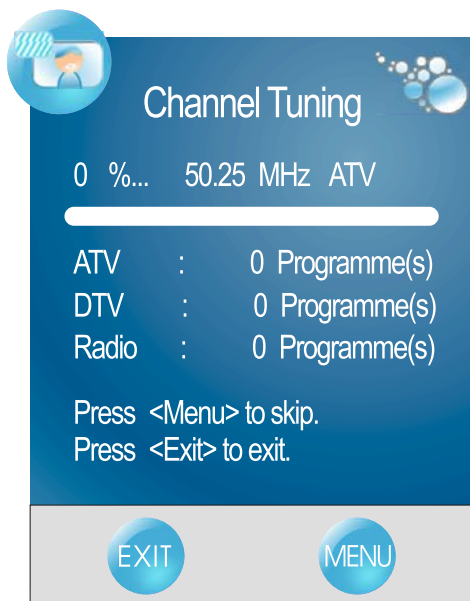 Channel Tuning
0 %... 50.25 MHz ATV
ATV : 0 Programme(s)
DTV : 0 Programme(s)
Radio : 0 Programme(s)
Press <Menu> to skip.
Press <Exit> to exit.
EXIT MENU